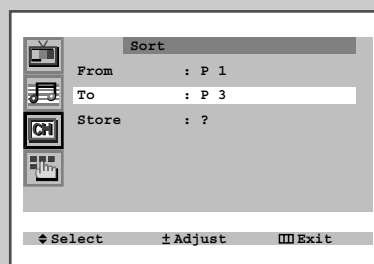 Sort
From : P 1
To : P 3
CH
Store : ?
Select ± Adjust Exit